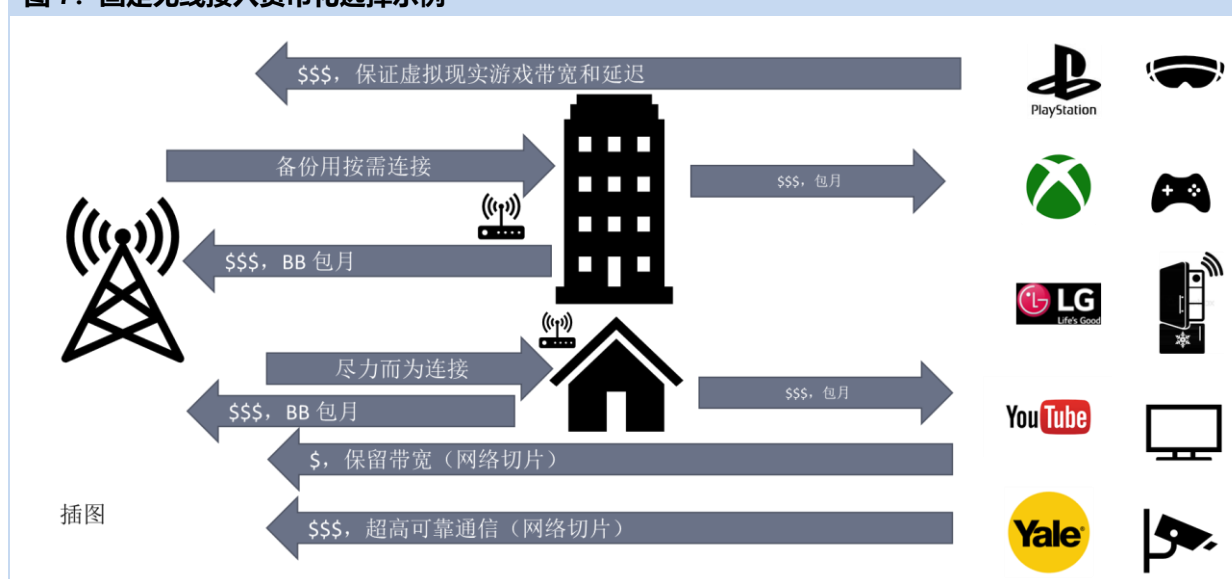 $$$，保证虚拟现实游戏带宽和延迟
PlayStation
备份用按需连接
$$$，包月
$$$，BB 包月
LG
Life's Good
尽力而为连接
$$$，包月
$$$，BB 包月
YouTube
$，保留带宽（网络切片）
插图
$$$，超高可靠通信（网络切片）
Yale